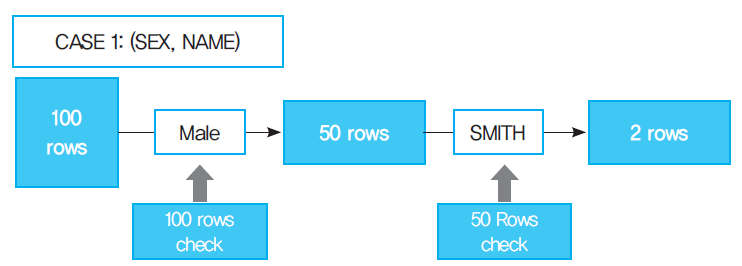 CASE 1: (SEX, NAME)
100
rows
Male
50 rows
SMITH
2 rows
100 rows
check
50 Rows
check